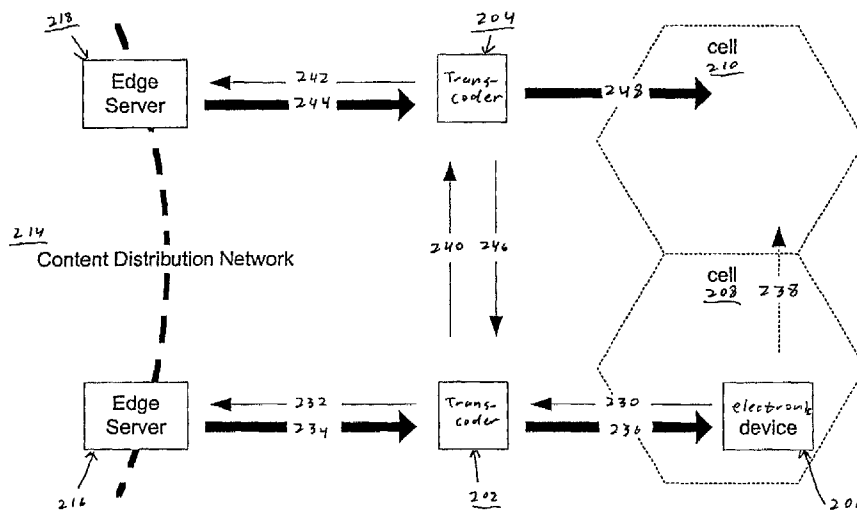 218
204
cell
210
Edge
Server
242
244
Trans-
coder
248
214
Content Distribution Network
240
246
cell
208
238
Edge
Server
232
234
Trans-
coder
230
236
electronic
device
216
202